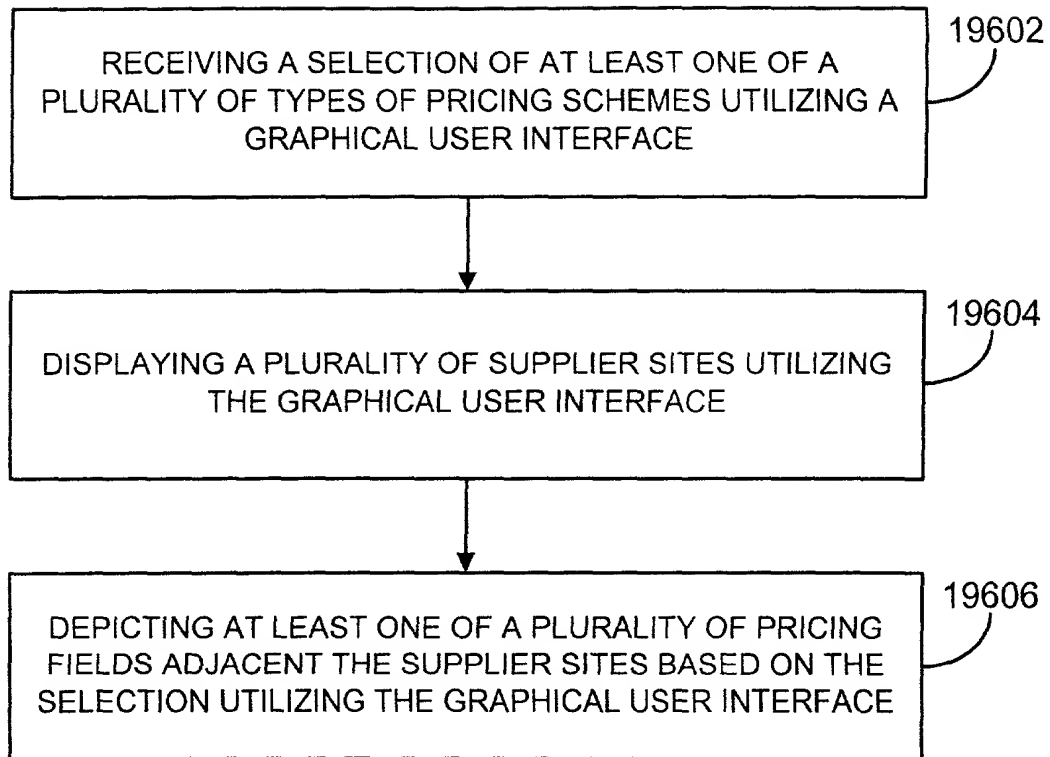 19602
RECEIVING A SELECTION OF AT LEAST ONE OF A
PLURALITY OF TYPES OF PRICING SCHEMES UTILIZING A
GRAPHICAL USER INTERFACE
19604
DISPLAYING A PLURALITY OF SUPPLIER SITES UTILIZING
THE GRAPHICAL USER INTERFACE
19606
DEPICTING AT LEAST ONE OF A PLURALITY OF PRICING
FIELDS ADJACENT THE SUPPLIER SITES BASED ON THE
SELECTION UTILIZING THE GRAPHICAL USER INTERFACE